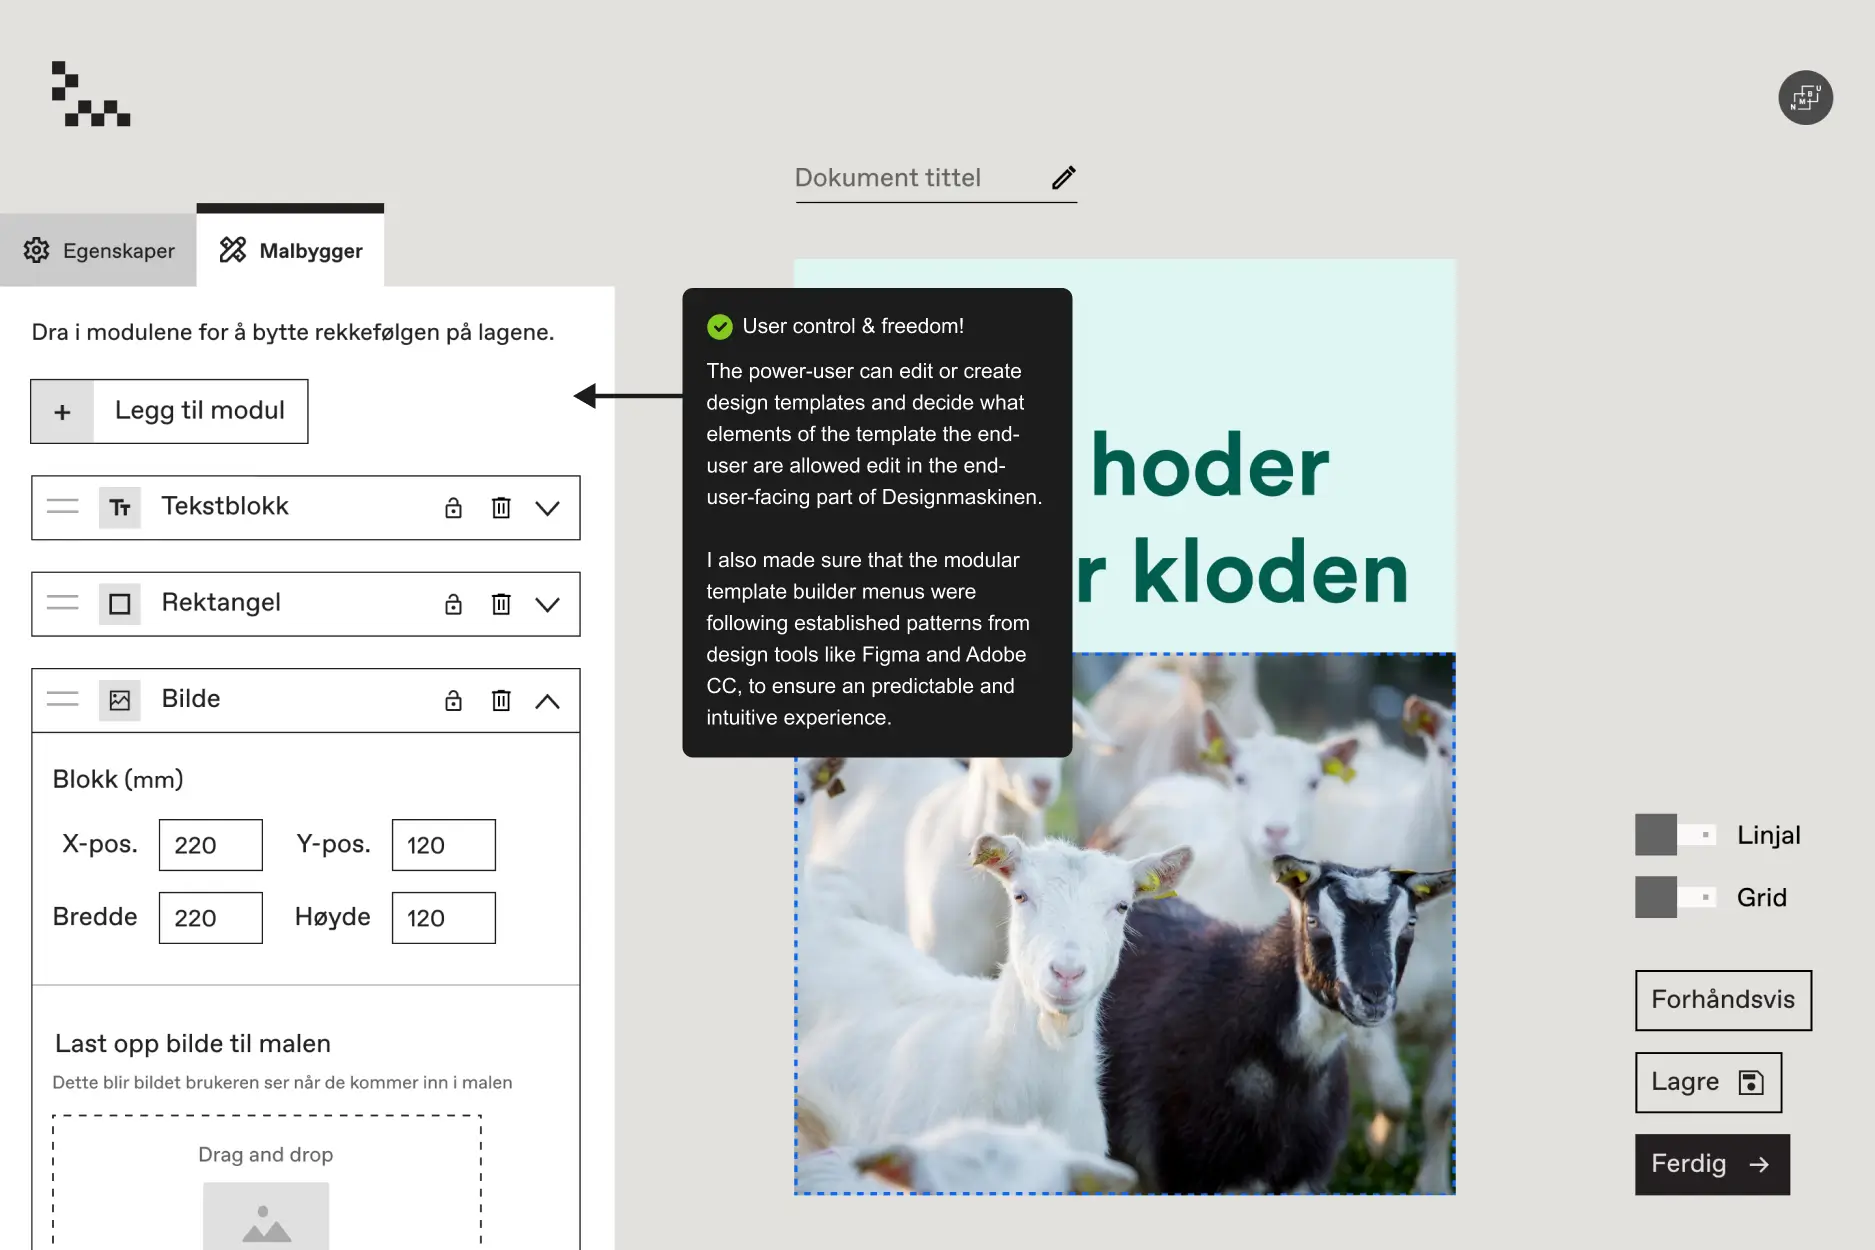 N M B U
Dokument tittel
Egenskaper
Malbygger
Dra i modulene for å bytte rekkefølgen på lagene.
+ Legg til modul
Tt Tekstblokk
Rektangel
Bilde
Blokk (mm)
X-pos. 220 Y-pos. 120
Bredde 220 Høyde 120
Last opp bilde til malen
Dette blir bildet brukeren ser når de kommer inn i malen
Drag and drop
User control & freedom!
The power-user can edit or create
design templates and decide what
elements of the template the end-
user are allowed edit in the end-
user-facing part of Designmaskinen.
I also made sure that the modular
template builder menus were
following established patterns from
design tools like Figma and Adobe
CC, to ensure an predictable and
intuitive experience.
hoder
r kloden
Linjal
Grid
Forhåndsvis
Lagre
Ferdig →